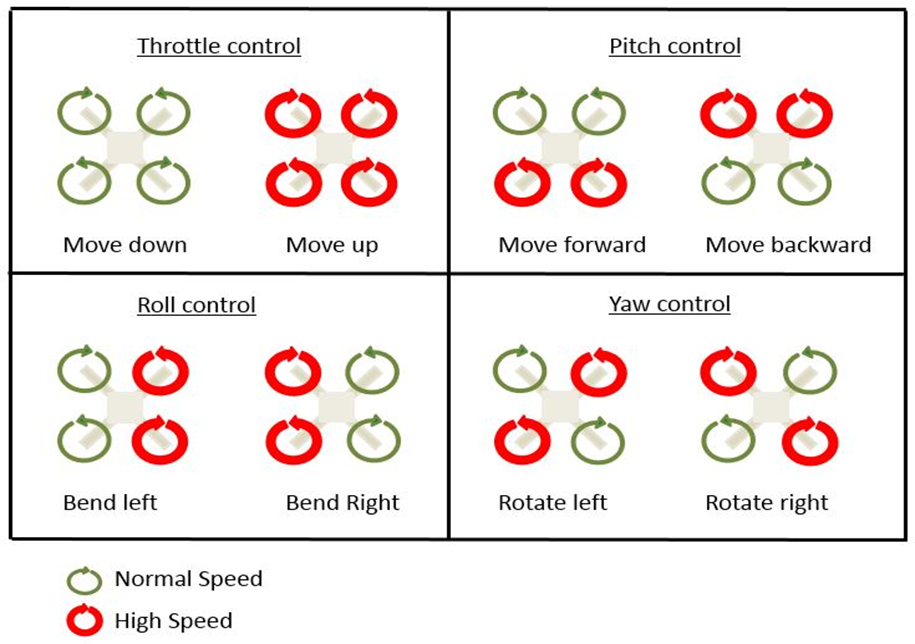 Throttle control
Pitch control
Move down
Move up
Move forward
Move backward
Roll control
Yaw control
Bend left
Bend Right
Rotate left
Rotate right
Normal Speed
High Speed